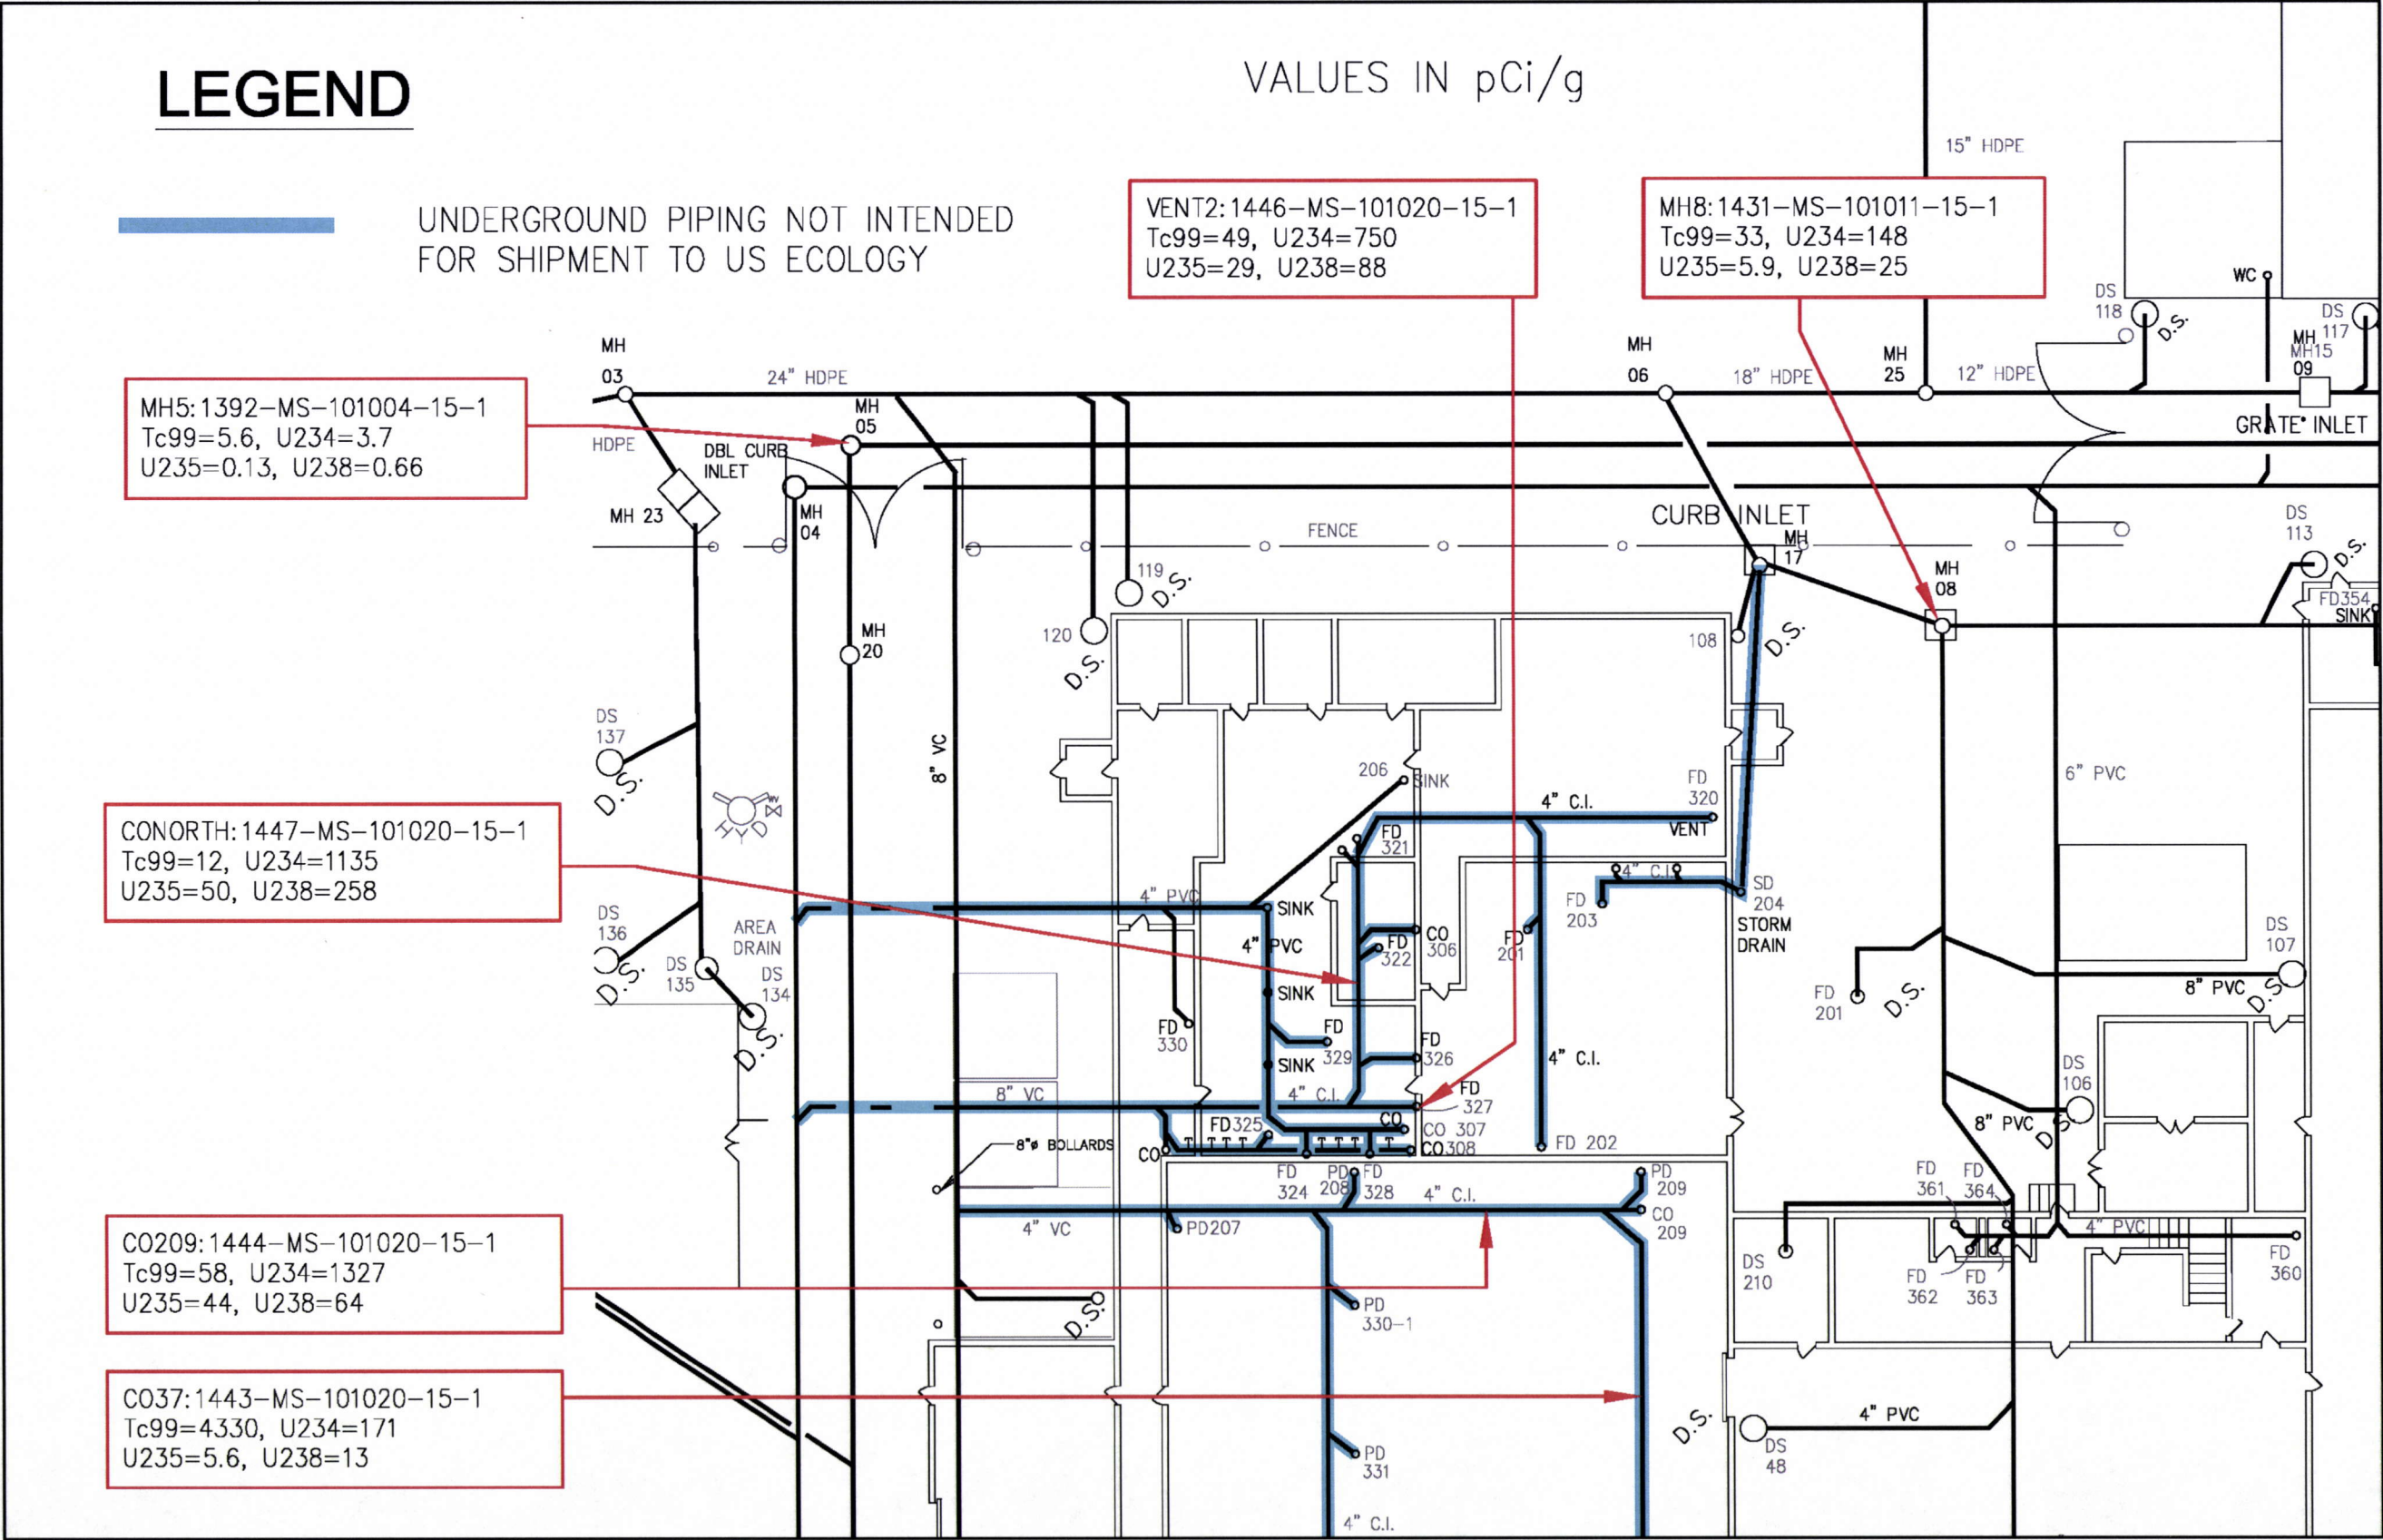 LEGEND
VALUES IN pCi/g
UNDERGROUND PIPING NOT INTENDED
FOR SHIPMENT TO US ECOLOGY
VENT2:1446-MS-101020-15-1
Tc99=49, U234=750
U235=29, U238=88
MH8:1431-MS-101011-15-1
Tc99=33, U234=148
U235=5.9, U238=25
15" HDPE
WC
DS
118
D.S.
DS
117
MH
MH15
09
MH
03
24" HDPE
MH
06
18" HDPE
MH
25
12" HDPE
GRATE INLET
MH5:1392-MS-101004-15-1
Tc99=5.6, U234=3.7
U235=0.13, U238=0.66
HDPE
MH
05
DBL CURB
INLET
MH 23
MH
04
FENCE
CURB INLET
MH
17
DS
113
D.S.
119
D.S.
MH
08
FD354
SINK
120
D.S.
MH
20
108
D.S.
DS
137
D.S.
8" VC
HYD
WV
206
SINK
4" C.I.
FD
320
VENT
6" PVC
FD
321
CONORTH:1447-MS-101020-15-1
Tc99=12, U234=1135
U235=50, U238=258
4" PVC
SINK
4" C.I.
FD
203
SD
204
STORM
DRAIN
DS
136
D.S.
AREA
DRAIN
DS
135
DS
134
D.S.
4" PVC
CO
306
FD
322
FD
201
DS
107
8" PVC
D.S.
SINK
FD
201
D.S.
FD
330
FD
329
SINK
FD
326
4" C.I.
DS
106
8" PVC
D.S.
8" VC
4" C.I.
FD
327
FD325
CO
CO 307
CO308
CO
FD 202
8"ø BOLLARDS
FD
324
PD
208
FD
328
4" C.I.
PD
209
CO
209
4" VC
PD207
FD
361
FD
364
4" PVC
FD
360
DS
210
FD
362
FD
363
CO209:1444-MS-101020-15-1
Tc99=58, U234=1327
U235=44, U238=64
D.S.
PD
330-1
CO37:1443-MS-101020-15-1
Tc99=4330, U234=171
U235=5.6, U238=13
D.S.
4" PVC
DS
48
PD
331
4" C.I.